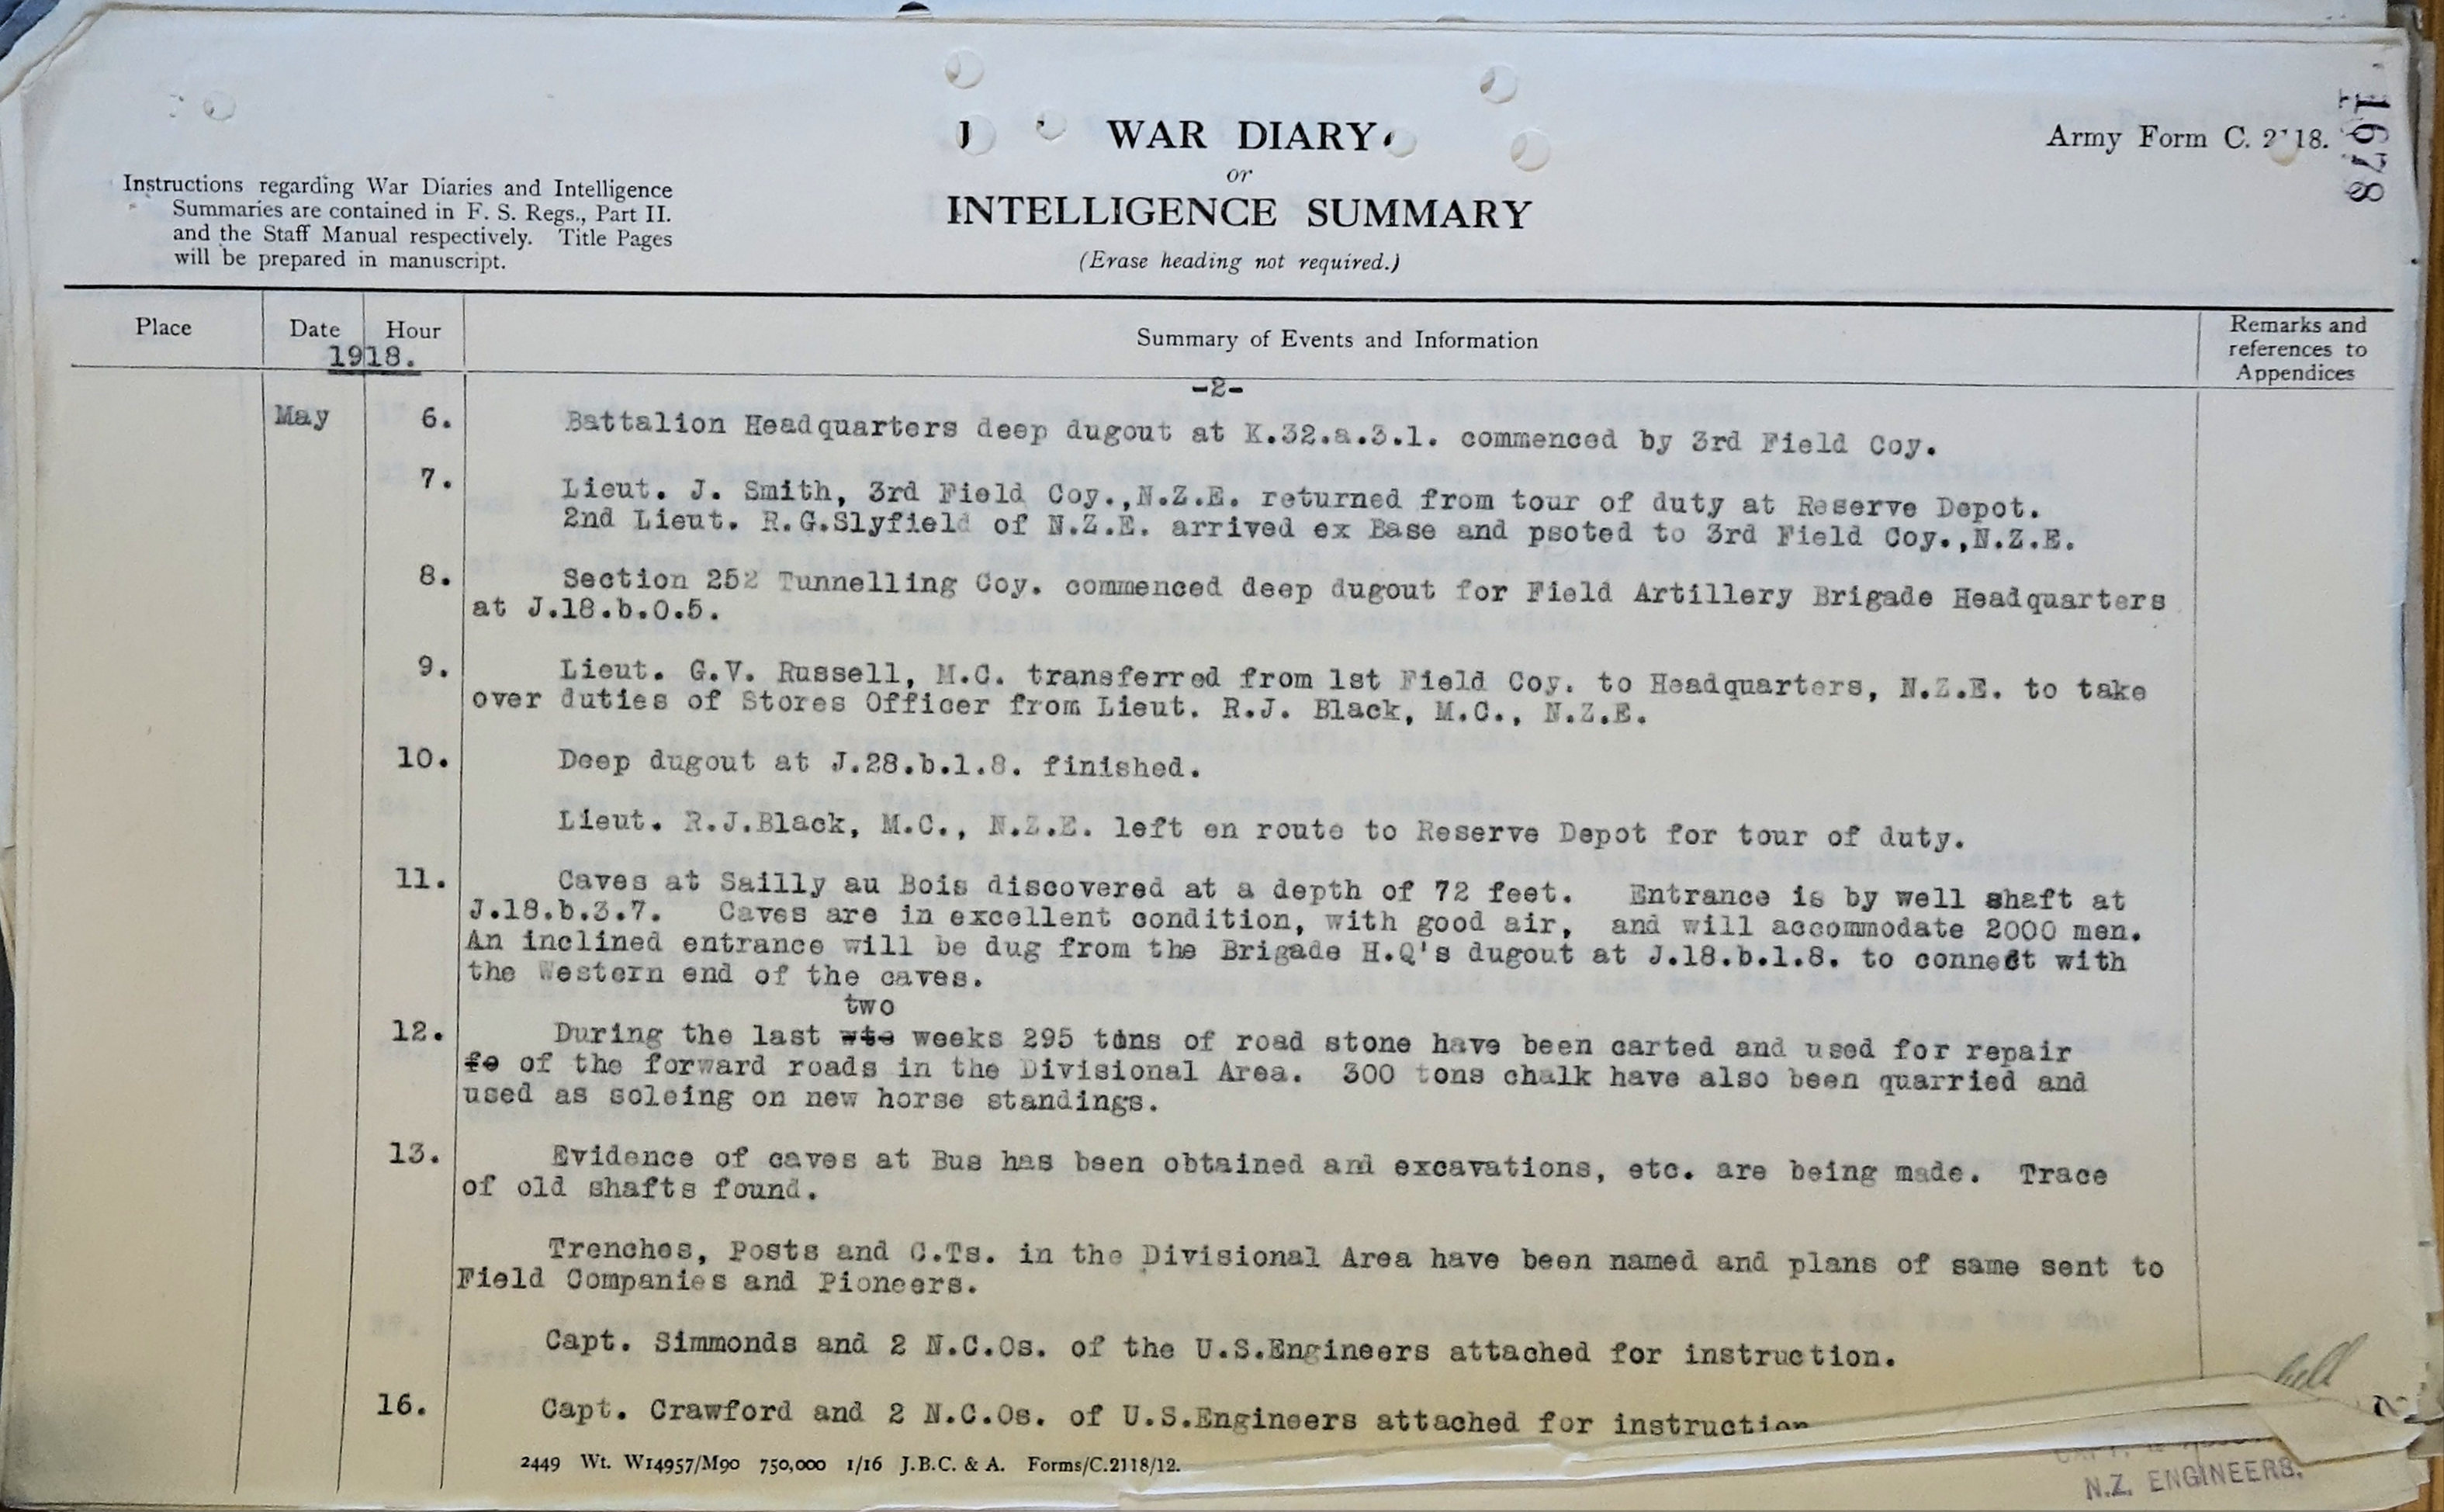 1678
WAR DIARY
Army Form C. 2118.
or
INTELLIGENCE SUMMARY
(Erase heading not required.)
Instructions regarding War Diaries and Intelligence
Summaries are contained in F. S. Regs., Part II.
and the Staff Manual respectively. Title Pages
will be prepared in manuscript.
Place
Date
Hour
1918.
Summary of Events and Information
Remarks and
references to
Appendices
-2-
May 6. Battalion Headquarters deep dugout at K.32.a.3.1. commenced by 3rd Field Coy.
7. Lieut. J. Smith, 3rd Field Coy.,N.Z.E. returned from tour of duty at Reserve Depot.
2nd Lieut. R.G.Slyfield of N.Z.E. arrived ex Base and psoted to 3rd Field Coy.,N.Z.E.
8. Section 252 Tunnelling Coy. commenced deep dugout for Field Artillery Brigade Headquarters
at J.18.b.0.5.
9. Lieut. G.V. Russell, M.C. transferred from 1st Field Coy. to Headquarters, N.Z.E. to take
over duties of Stores Officer from Lieut. R.J. Black, M.C., N.Z.E.
10. Deep dugout at J.28.b.1.8. finished.
Lieut. R.J.Black, M.C., N.Z.E. left en route to Reserve Depot for tour of duty.
11. Caves at Sailly au Bois discovered at a depth of 72 feet. Entrance is by well shaft at
J.18.b.3.7. Caves are in excellent condition, with good air, and will accommodate 2000 men.
An inclined entrance will be dug from the Brigade H.Q's dugout at J.18.b.1.8. to connect with
the Western end of the caves.
two
12. During the last wto weeks 295 tons of road stone have been carted and used for repair
fo of the forward roads in the Divisional Area. 300 tons chalk have also been quarried and
used as soleing on new horse standings.
13. Evidence of caves at Bus has been obtained and excavations, etc. are being made. Trace
of old shafts found.
Trenches, Posts and C.Ts. in the Divisional Area have been named and plans of same sent to
Field Companies and Pioneers.
Capt. Simmonds and 2 N.C.Os. of the U.S.Engineers attached for instruction.
16. Capt. Crawford and 2 N.C.Os. of U.S.Engineers attached for instruction
2449 Wt. W14957/M90 750,000 1/16 J.B.C. & A. Forms/C.2118/12.
N.Z. ENGINEERS.